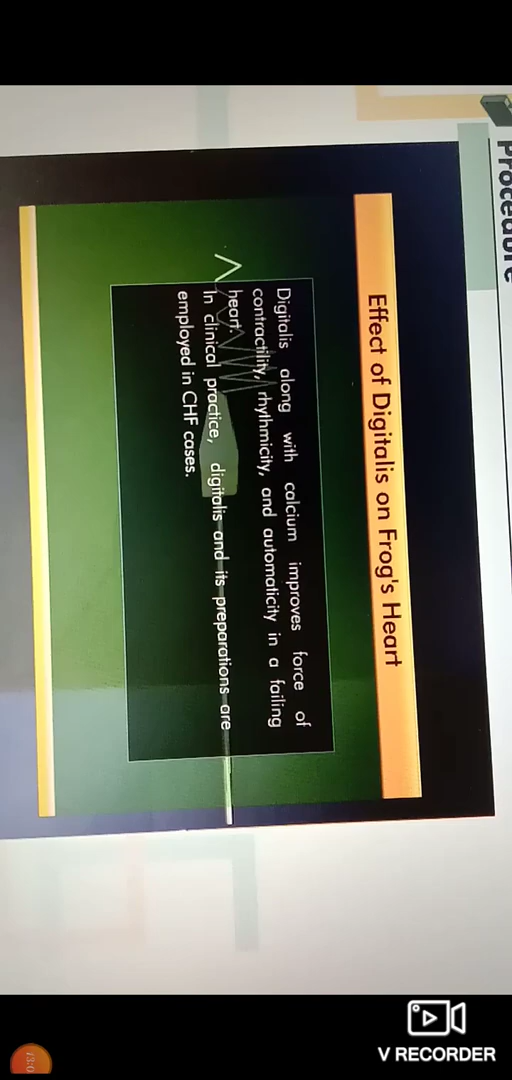 Procedure
Effect of Digitalis on Frog's Heart
Digitalis along with calcium improves force of
contractility, rhythmicity, and automaticity in a failing
heart.
In clinical practice, digitalis and its preparations are
employed in CHF cases.
V RECORDER